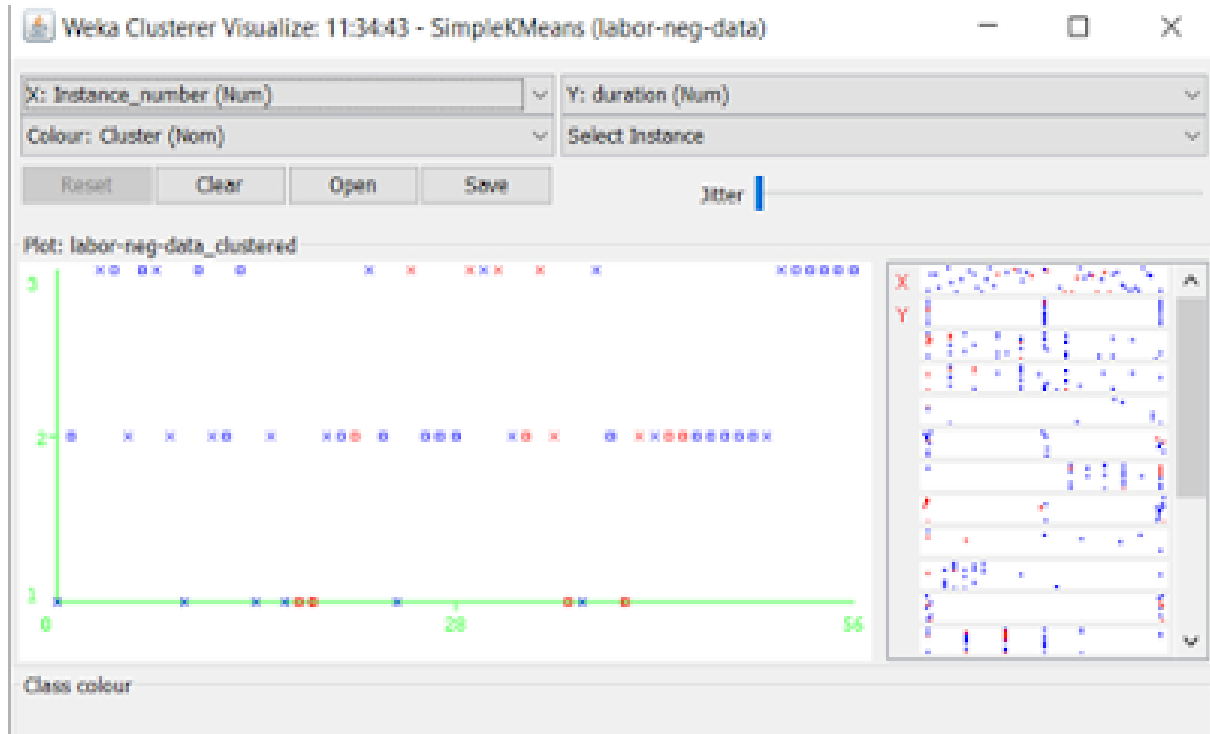 Weka Clusterer Visualize: 11:34:43 - SimpleKMeans (labor-neg-data)
X: Instance_number (Num) Y: duration (Num)
Colour: Cluster (Nom) Select Instance
Reset Clear Open Save Jitter
Plot: labor-neg-data_clustered
3
2
1
0 28 56
X
Y
Class colour